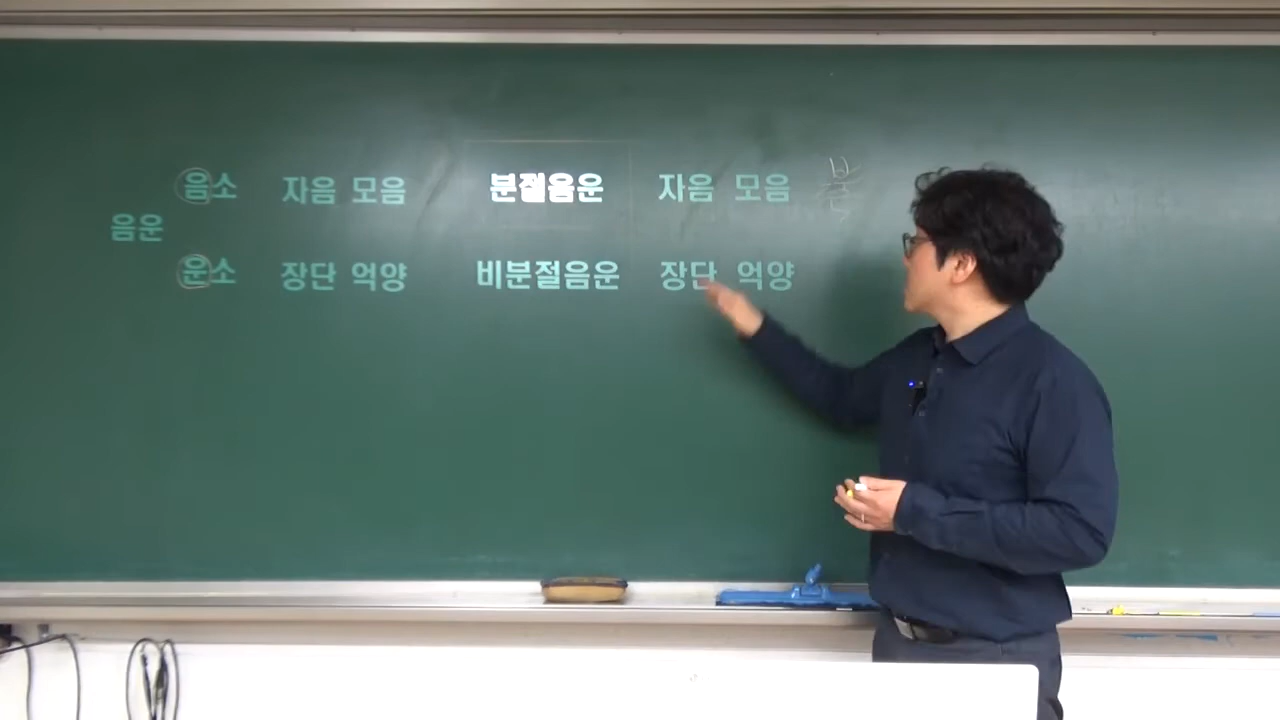 음소 자음 모음 분절음운 자음 모음
음운
운소 장단 억양 비분절음운 장단 억양